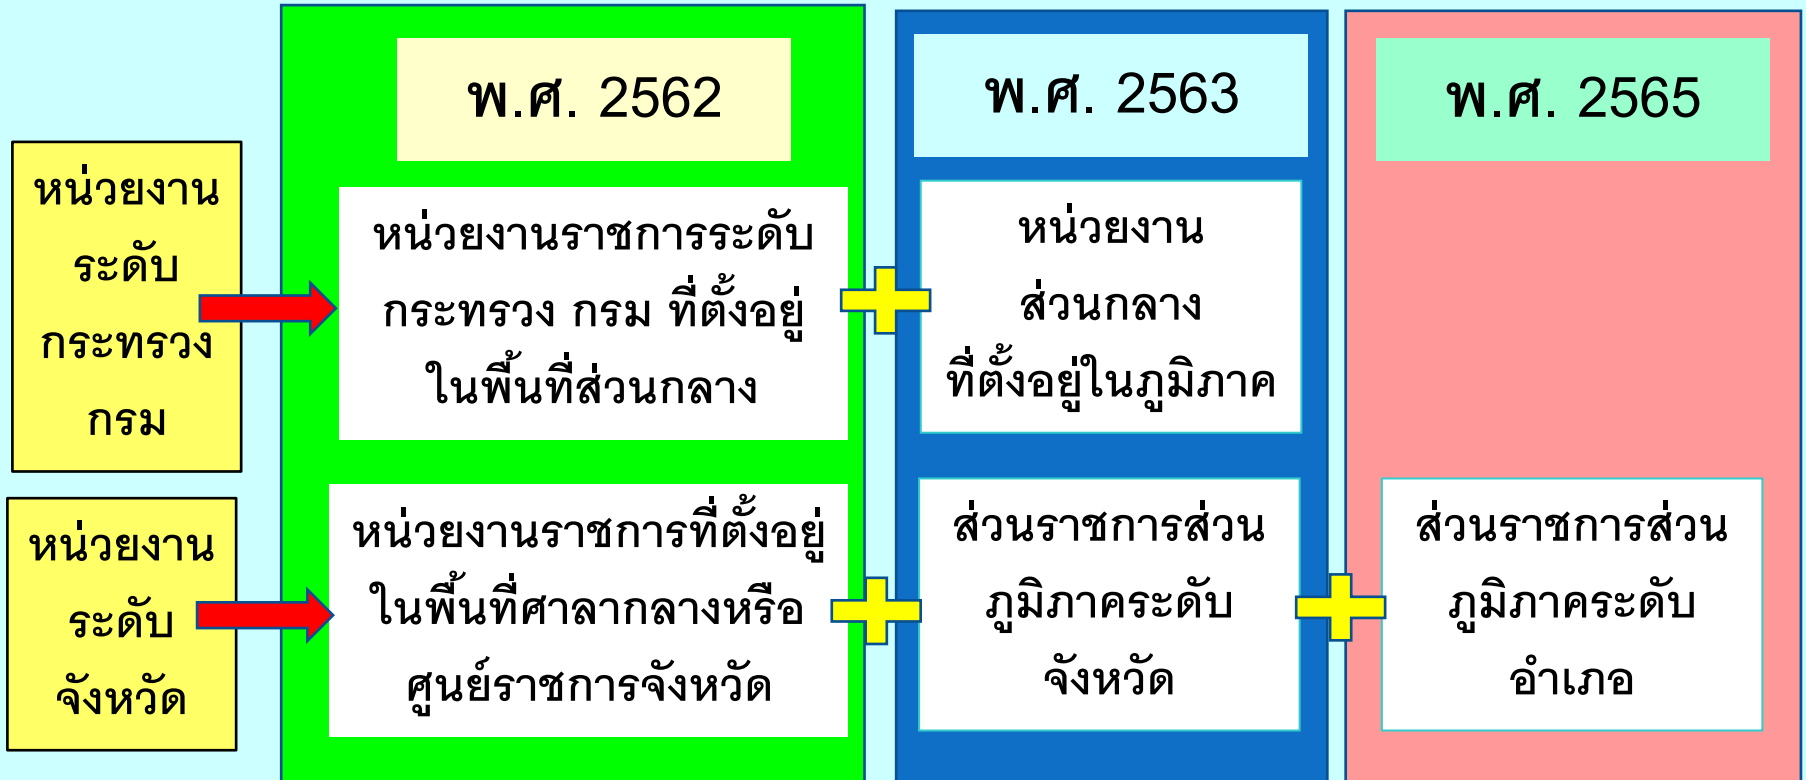 พ.ศ. 2562
พ.ศ. 2563
พ.ศ. 2565
หน่วยงาน
ระดับ
กระทรวง
กรม
หน่วยงานราชการระดับ
กระทรวง กรม ที่ตั้งอยู่
ในพื้นที่ส่วนกลาง
หน่วยงาน
ส่วนกลาง
ที่ตั้งอยู่ในภูมิภาค
หน่วยงาน
ระดับ
จังหวัด
หน่วยงานราชการที่ตั้งอยู่
ในพื้นที่ศาลากลางหรือ
ศูนย์ราชการจังหวัด
ส่วนราชการส่วน
ภูมิภาคระดับ
จังหวัด
ส่วนราชการส่วน
ภูมิภาคระดับ
อำเภอ